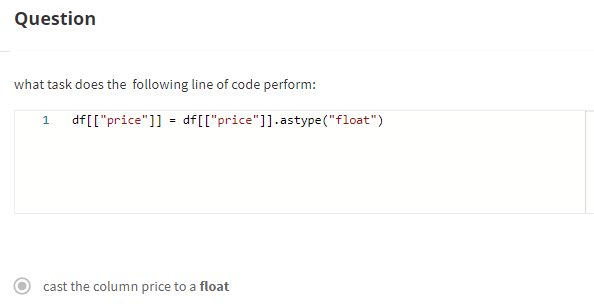 Question
what task does the following line of code perform:
1 df[["price"]] = df[["price"]].astype("float")
cast the column price to a float